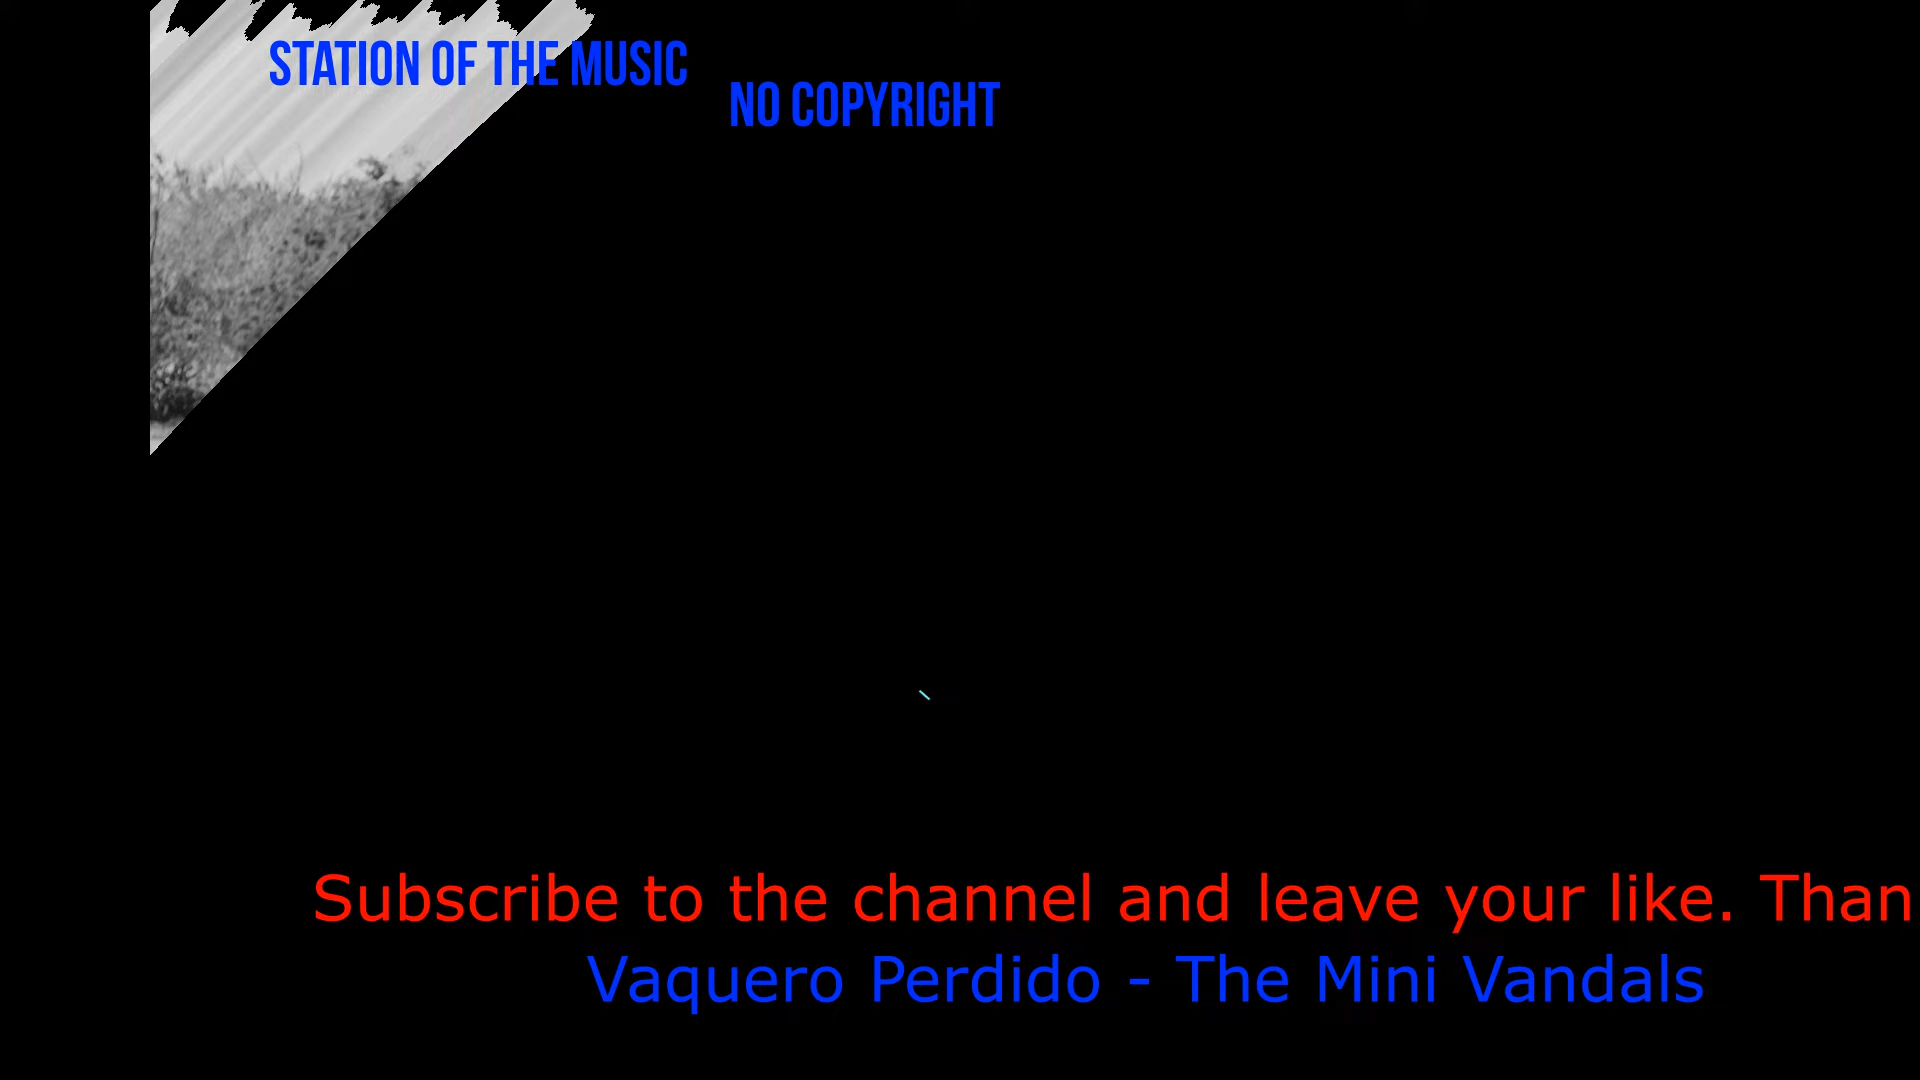 STATION OF THE MUSIC
NO COPYRIGHT
Subscribe to the channel and leave your like. Than
Vaquero Perdido - The Mini Vandals